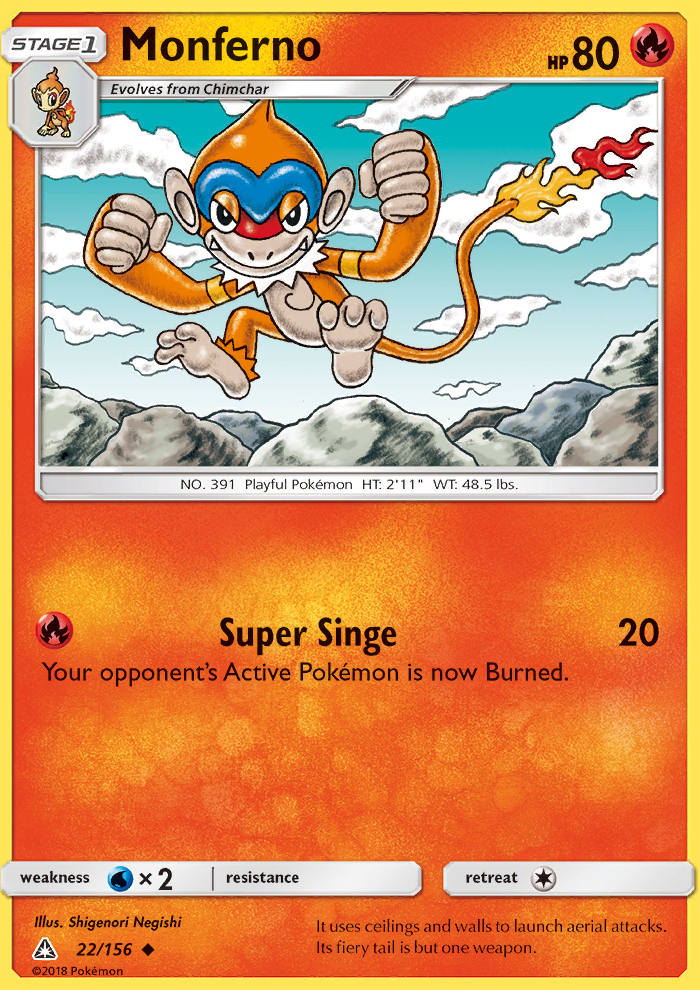 STAGE1
Monferno
HP 80
Evolves from Chimchar
NO. 391 Playful Pokémon HT: 2'11" WT: 48.5 lbs.
Super Singe 20
Your opponent's Active Pokémon is now Burned.
weakness ×2 resistance retreat
Illus. Shigenori Negishi
22/156
©2018 Pokémon
It uses ceilings and walls to launch aerial attacks.
Its fiery tail is but one weapon.